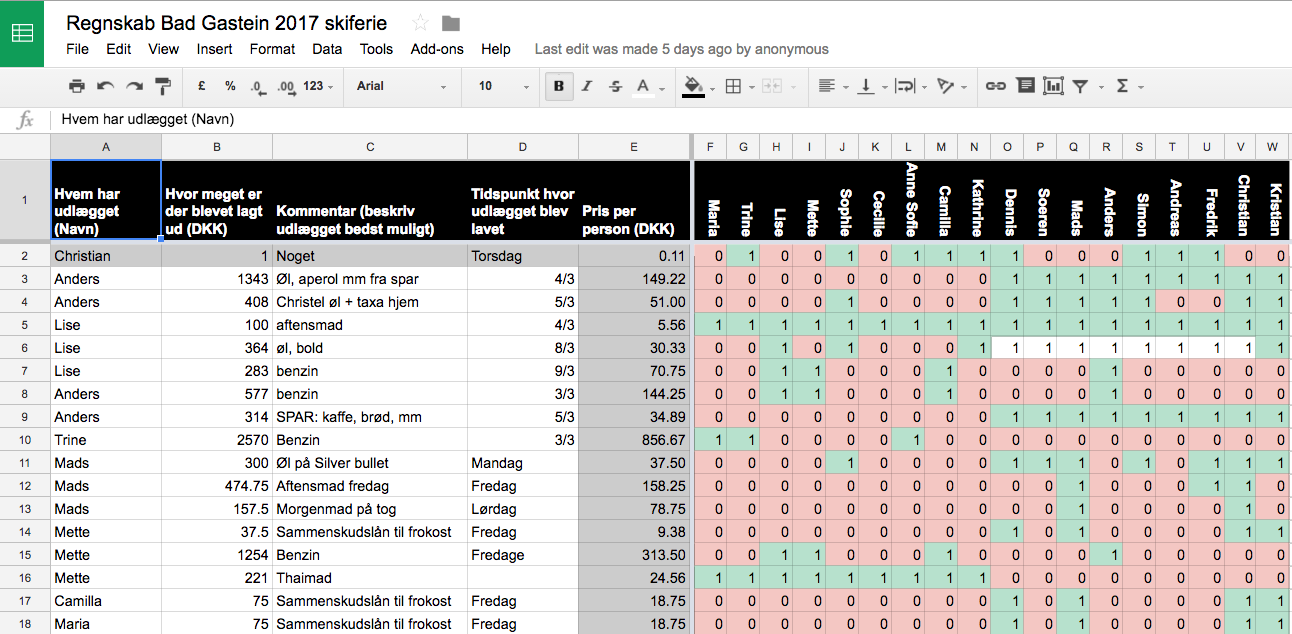 Regnskab Bad Gastein 2017 skiferie
File Edit View Insert Format Data Tools Add-ons Help Last edit was made 5 days ago by anonymous
£ % .0 .00 123 Arial 10 B I S A Σ
fx Hvem har udlægget (Navn)
A B C D E F G H I J K L M N O P Q R S T U V W
1 Hvem har udlægget (Navn) Hvor meget er der blevet lagt ud (DKK) Kommentar (beskriv udlægget bedst muligt) Tidspunkt hvor udlægget blev lavet Pris per person (DKK) Maria Trine Lise Mette Sophie Cecilie Anne Sofie Camilla Kathrine Dennis Soeren Mads Anders Simon Andreas Fredrik Christian Kristian
2 Christian 1 Noget Torsdag 0.11 0 1 0 0 1 0 1 1 1 1 0 0 0 1 1 1 0 0
3 Anders 1343 Øl, aperol mm fra spar 4/3 149.22 0 0 0 0 0 0 0 0 0 1 1 1 1 1 1 1 1 1
4 Anders 408 Christel øl + taxa hjem 5/3 51.00 0 0 0 0 1 0 0 0 0 1 1 1 1 1 0 0 1 1
5 Lise 100 aftensmad 4/3 5.56 1 1 1 1 1 1 1 1 1 1 1 1 1 1 1 1 1 1
6 Lise 364 øl, bold 8/3 30.33 0 0 1 0 1 0 0 0 1 1 1 1 1 1 1 1 1 1
7 Lise 283 benzin 9/3 70.75 0 0 1 1 0 0 0 1 0 0 0 0 1 0 0 0 0 0
8 Anders 577 benzin 3/3 144.25 0 0 1 1 0 0 0 1 0 0 0 0 1 0 0 0 0 0
9 Anders 314 SPAR: kaffe, brød, mm 5/3 34.89 0 0 0 0 0 0 0 0 0 1 1 1 1 1 1 1 1 1
10 Trine 2570 Benzin 3/3 856.67 1 1 0 0 0 0 1 0 0 0 0 0 0 0 0 0 0 0
11 Mads 300 Øl på Silver bullet Mandag 37.50 0 0 0 0 1 0 0 0 0 1 1 1 0 1 0 1 1 1
12 Mads 474.75 Aftensmad fredag Fredag 158.25 0 0 0 0 0 0 0 0 0 0 0 1 0 0 0 1 1 0
13 Mads 157.5 Morgenmad på tog Lørdag 78.75 0 0 0 0 0 0 0 0 0 0 0 1 0 0 0 0 1 0
14 Mette 37.5 Sammenskudslån til frokost Fredag 9.38 0 0 0 0 0 0 0 0 0 1 0 1 0 0 0 0 1 1
15 Mette 1254 Benzin Fredage 313.50 0 0 1 1 0 0 0 1 0 0 0 0 1 0 0 0 0 0
16 Mette 221 Thaimad 24.56 1 1 1 1 1 1 1 1 1 0 0 0 0 0 0 0 0 0
17 Camilla 75 Sammenskudslån til frokost Fredag 18.75 0 0 0 0 0 0 0 0 0 1 0 1 0 0 0 0 1 1
18 Maria 75 Sammenskudslån til frokost Fredag 18.75 0 0 0 0 0 0 0 0 0 1 0 1 0 0 0 0 1 1